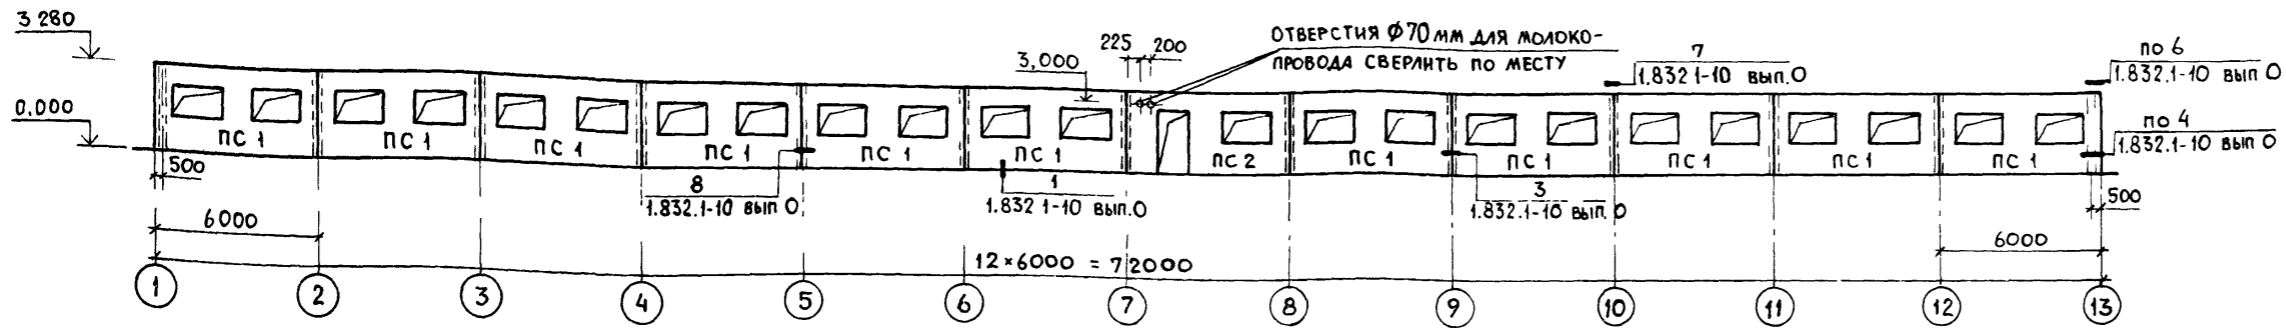 3 280
0.000
ОТВЕРСТИЯ Ф70 ММ ДЛЯ МОЛОКО-
ПРОВОДА СВЕРЛИТЬ ПО МЕСТУ
225 200
3,000
7
1.832 1-10 ВЫП.0
ПО 6
1.832.1-10 ВЫП 0
ПО 4
1.832.1-10 ВЫП 0
ПС 1
ПС 1
ПС 1
ПС 1
ПС 1
ПС 1
ПС 2
ПС 1
ПС 1
ПС 1
ПС 1
ПС 1
500
8
1.832.1-10 ВЫП 0
1
1.832 1-10 ВЫП.0
3
1.832.1-10 ВЫП. 0
500
6000
6000
12×6000 = 72000
1 2 3 4 5 6 7 8 9 10 11 12 13